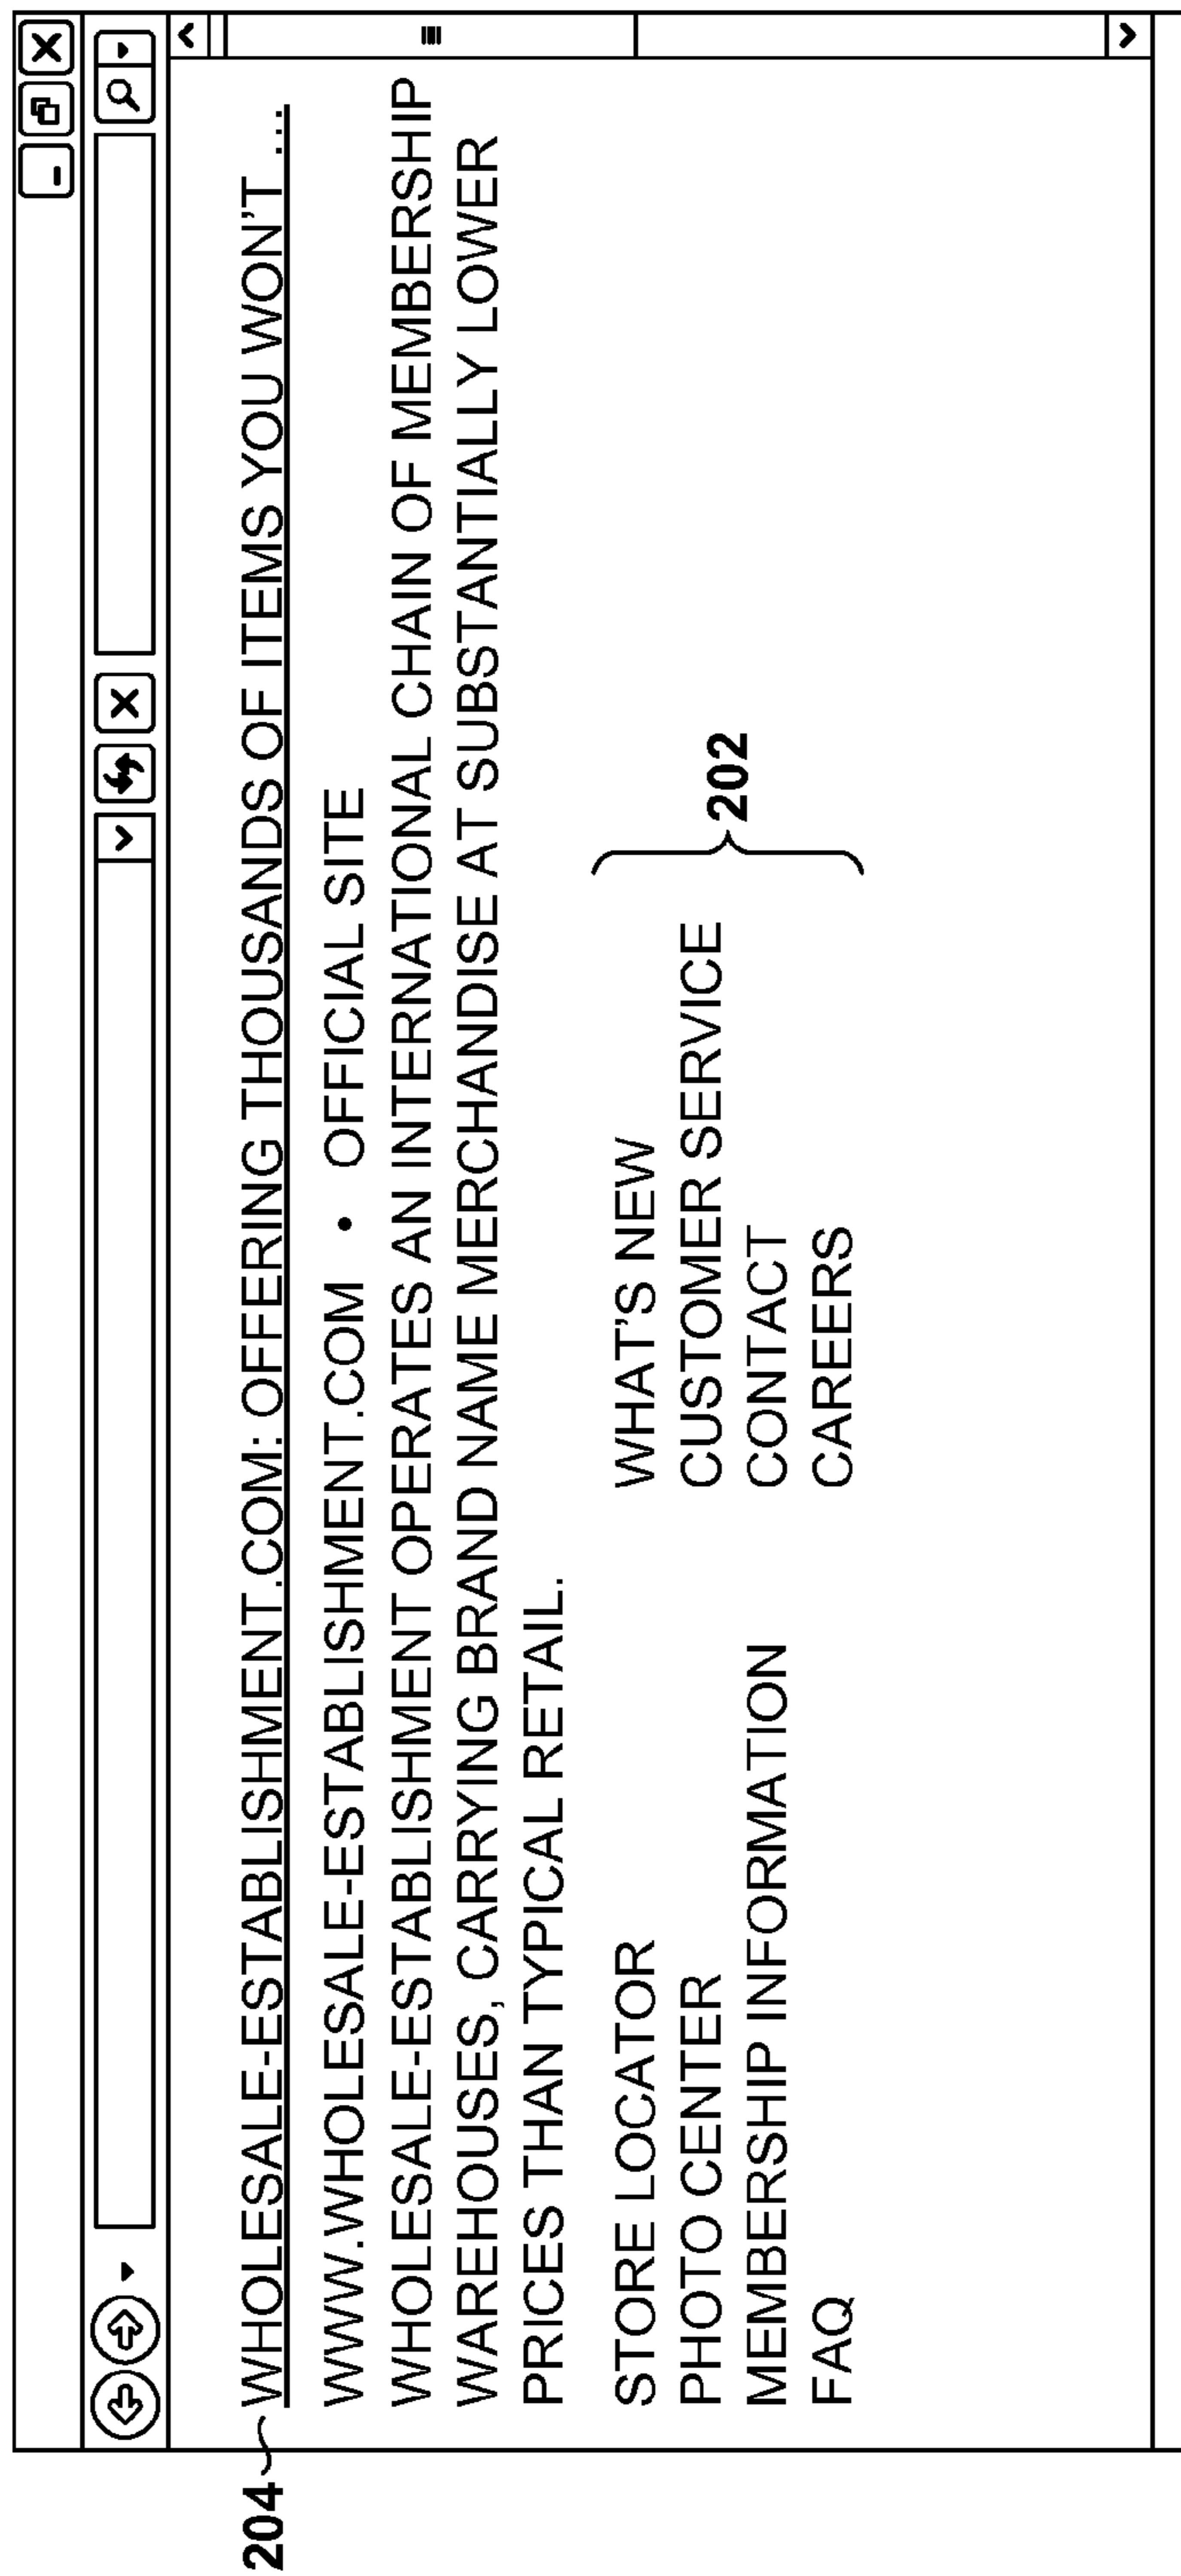 204 WHOLESALE-ESTABLISHMENT.COM: OFFERING THOUSANDS OF ITEMS YOU WON'T ...
WWW.WHOLESALE-ESTABLISHMENT.COM • OFFICIAL SITE
WHOLESALE-ESTABLISHMENT OPERATES AN INTERNATIONAL CHAIN OF MEMBERSHIP
WAREHOUSES, CARRYING BRAND NAME MERCHANDISE AT SUBSTANTIALLY LOWER
PRICES THAN TYPICAL RETAIL.
STORE LOCATOR WHAT'S NEW
PHOTO CENTER CUSTOMER SERVICE 202
MEMBERSHIP INFORMATION CONTACT
FAQ CAREERS